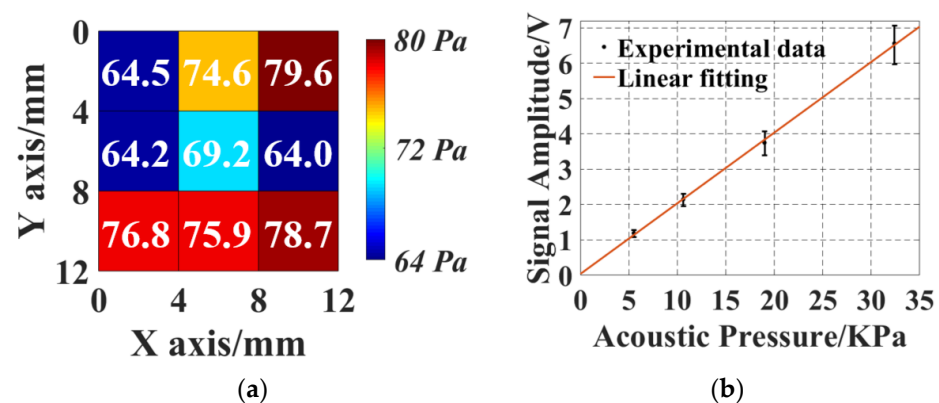 0
4
8
12
Y axis/mm
64.5 74.6 79.6
64.2 69.2 64.0
76.8 75.9 78.7
0 4 8 12
X axis/mm
80 Pa
72 Pa
64 Pa
(a)
7
6
5
4
3
2
1
0
Signal Amplitude/V
Experimental data
Linear fitting
0 5 10 15 20 25 30 35
Acoustic Pressure/KPa
(b)